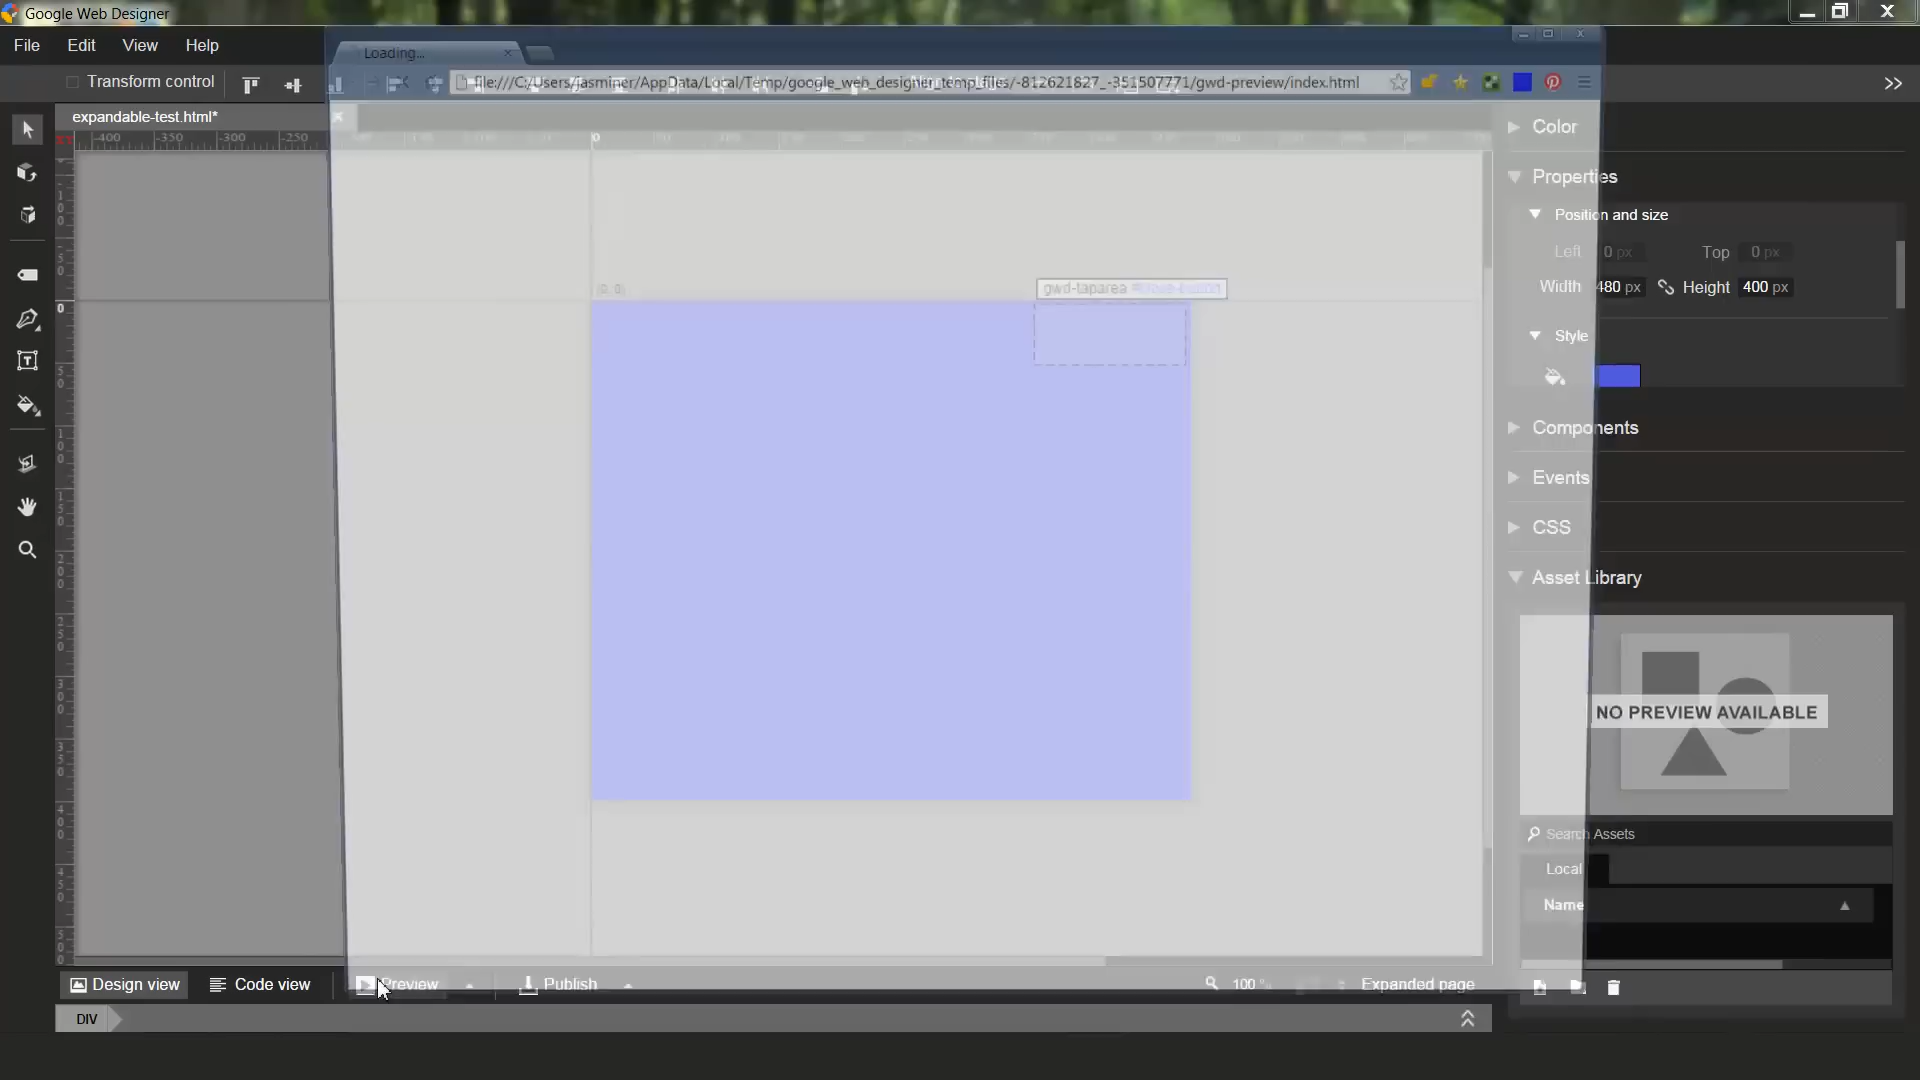 Google Web Designer
File Edit View Help
Loading...
Transform control
file:///C:/Users/Jasminer/AppData/Local/Temp/google_web_designer_temp_files/-812621827_-351507771/gwd-preview/index.html
expandable-test.html*
-400 -350 -300 -250 0
Color
Properties
Position and size
Left 0 px Top 0 px
Width 480 px Height 400 px
gwd-taparea
Style
Components
Events
CSS
Asset Library
NO PREVIEW AVAILABLE
Search Assets
Local
Name
Design view Code view Preview Publish 100 % Expanded page
DIV